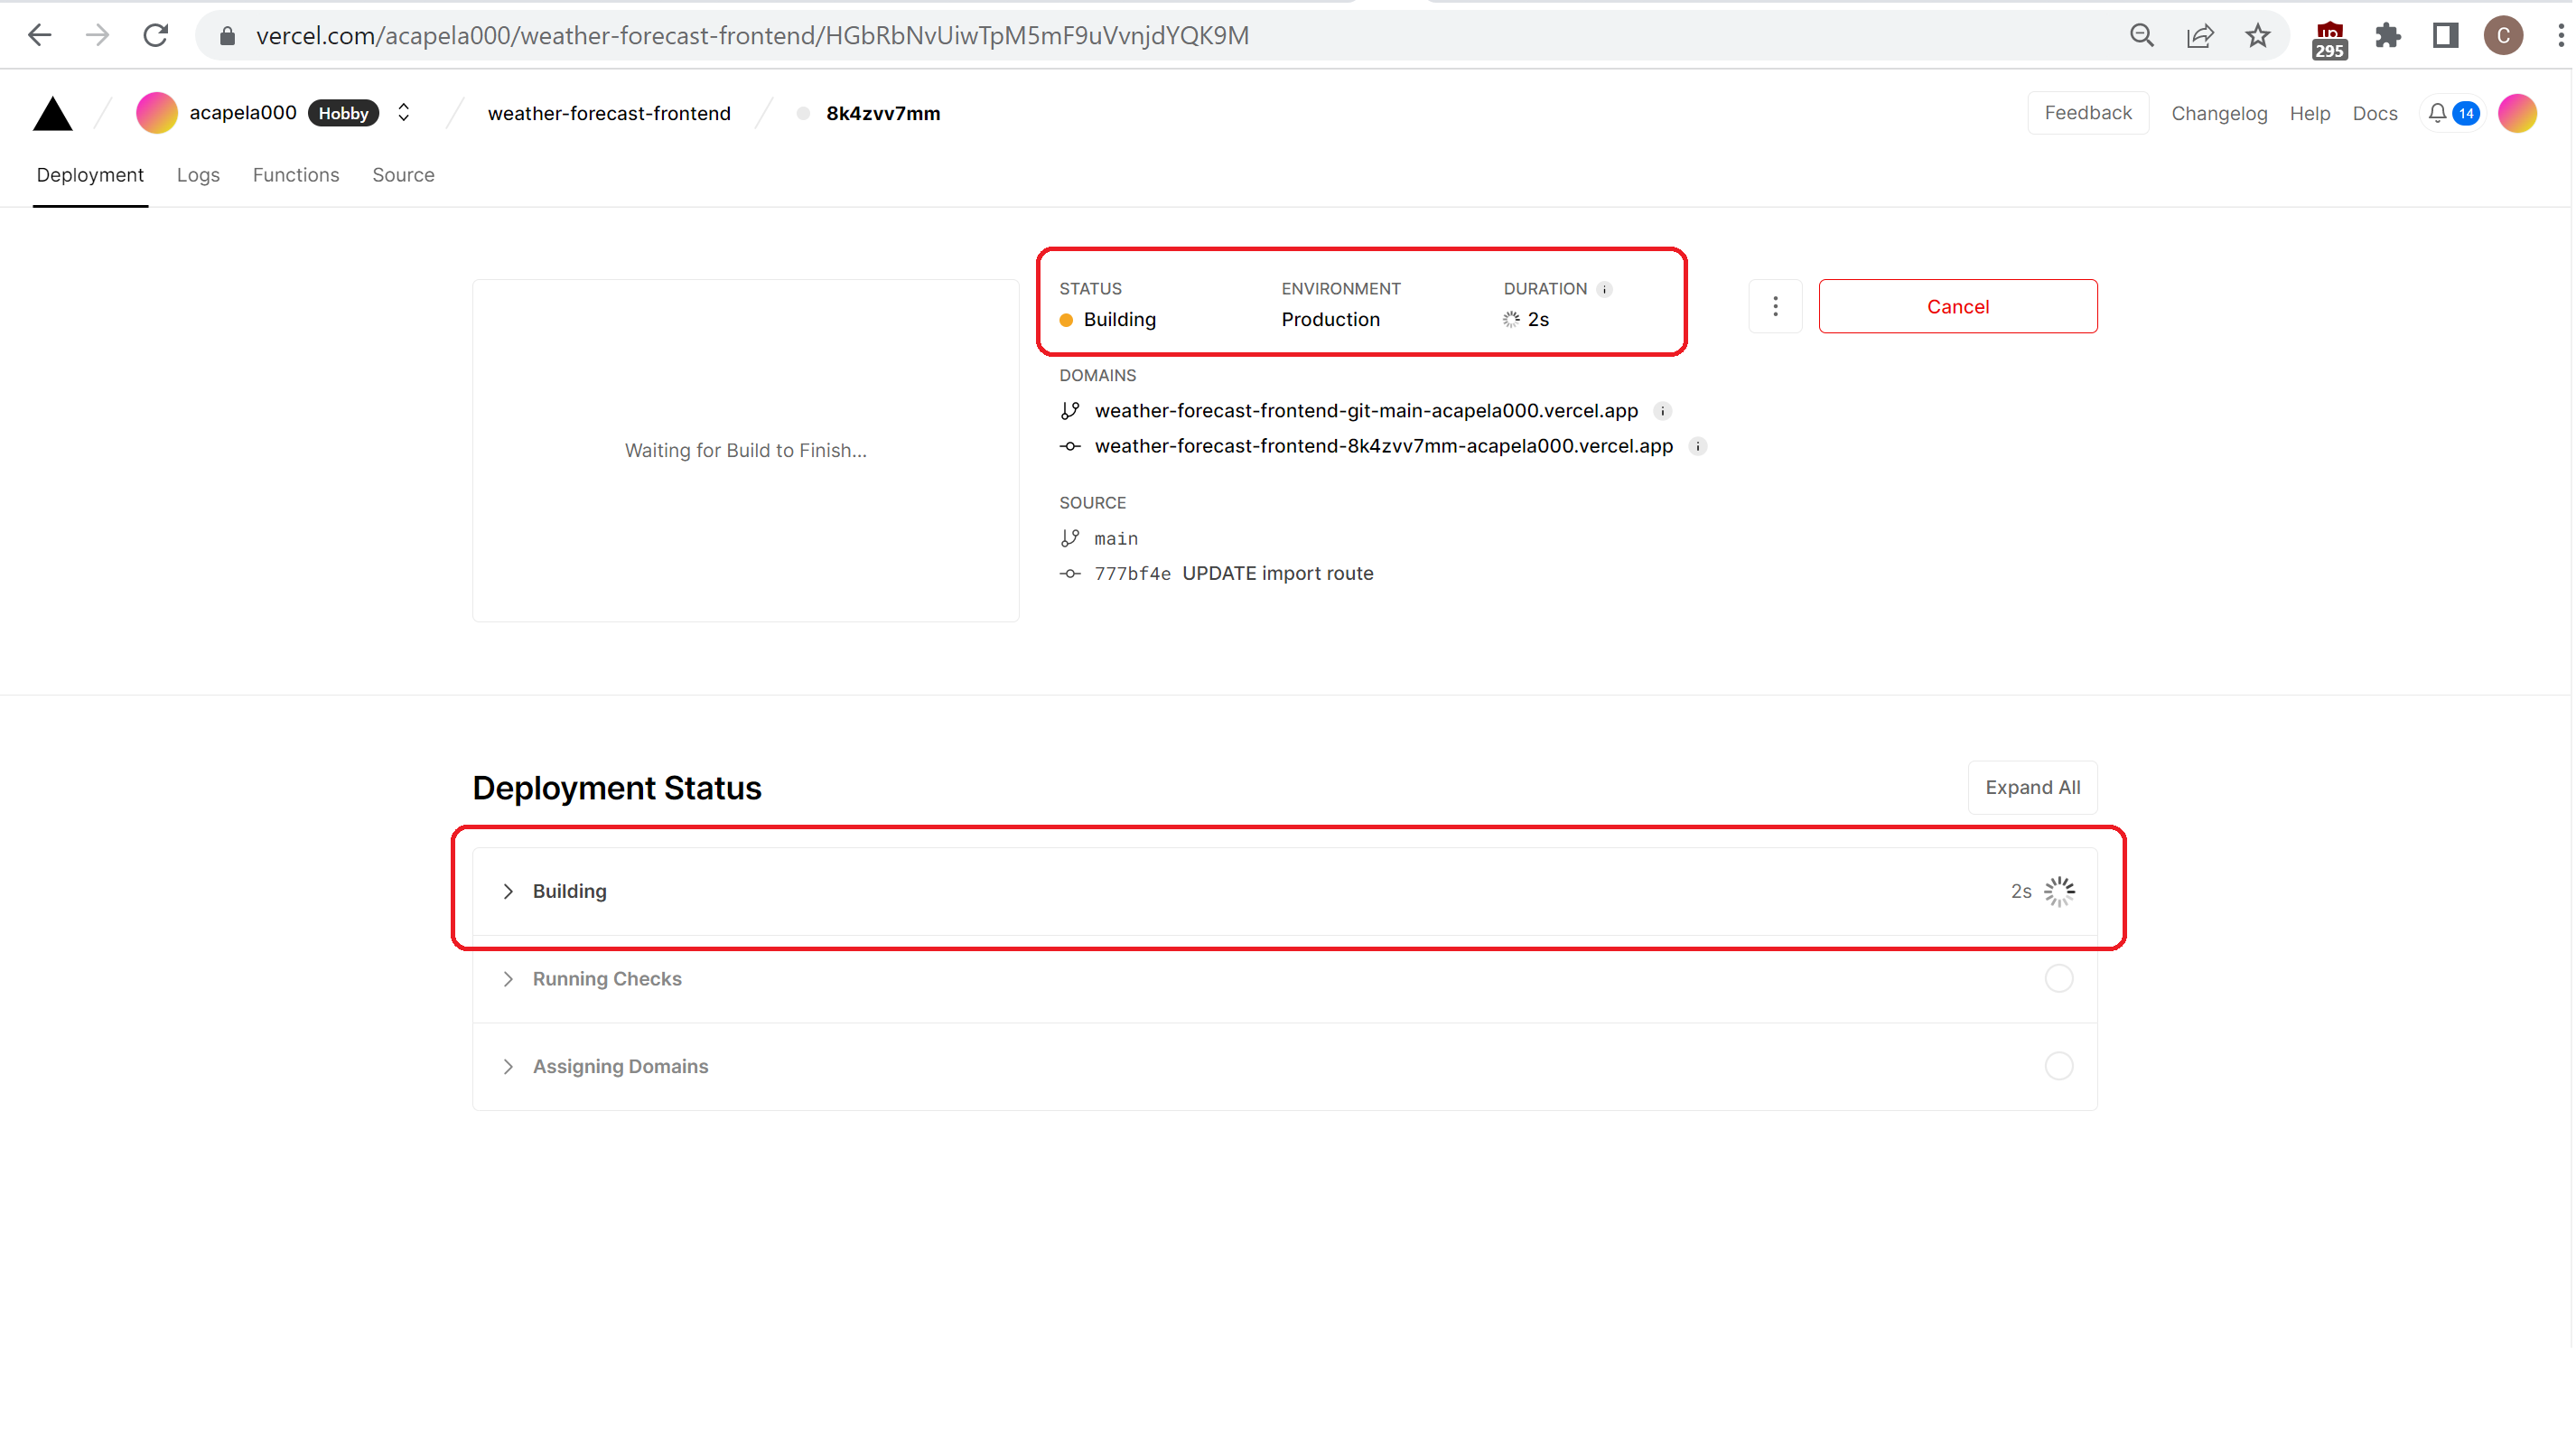 vercel.com/acapela000/weather-forecast-frontend/HGbRbNvUiwTpM5mF9uVvnjdYQK9M
295
C
acapela000 Hobby weather-forecast-frontend 8k4zvv7mm Feedback Changelog Help Docs 14
Deployment Logs Functions Source
STATUS ENVIRONMENT DURATION
Building Production 2s
Cancel
DOMAINS
weather-forecast-frontend-git-main-acapela000.vercel.app
weather-forecast-frontend-8k4zvv7mm-acapela000.vercel.app
Waiting for Build to Finish...
SOURCE
main
777bf4e UPDATE import route
Deployment Status Expand All
Building 2s
Running Checks
Assigning Domains